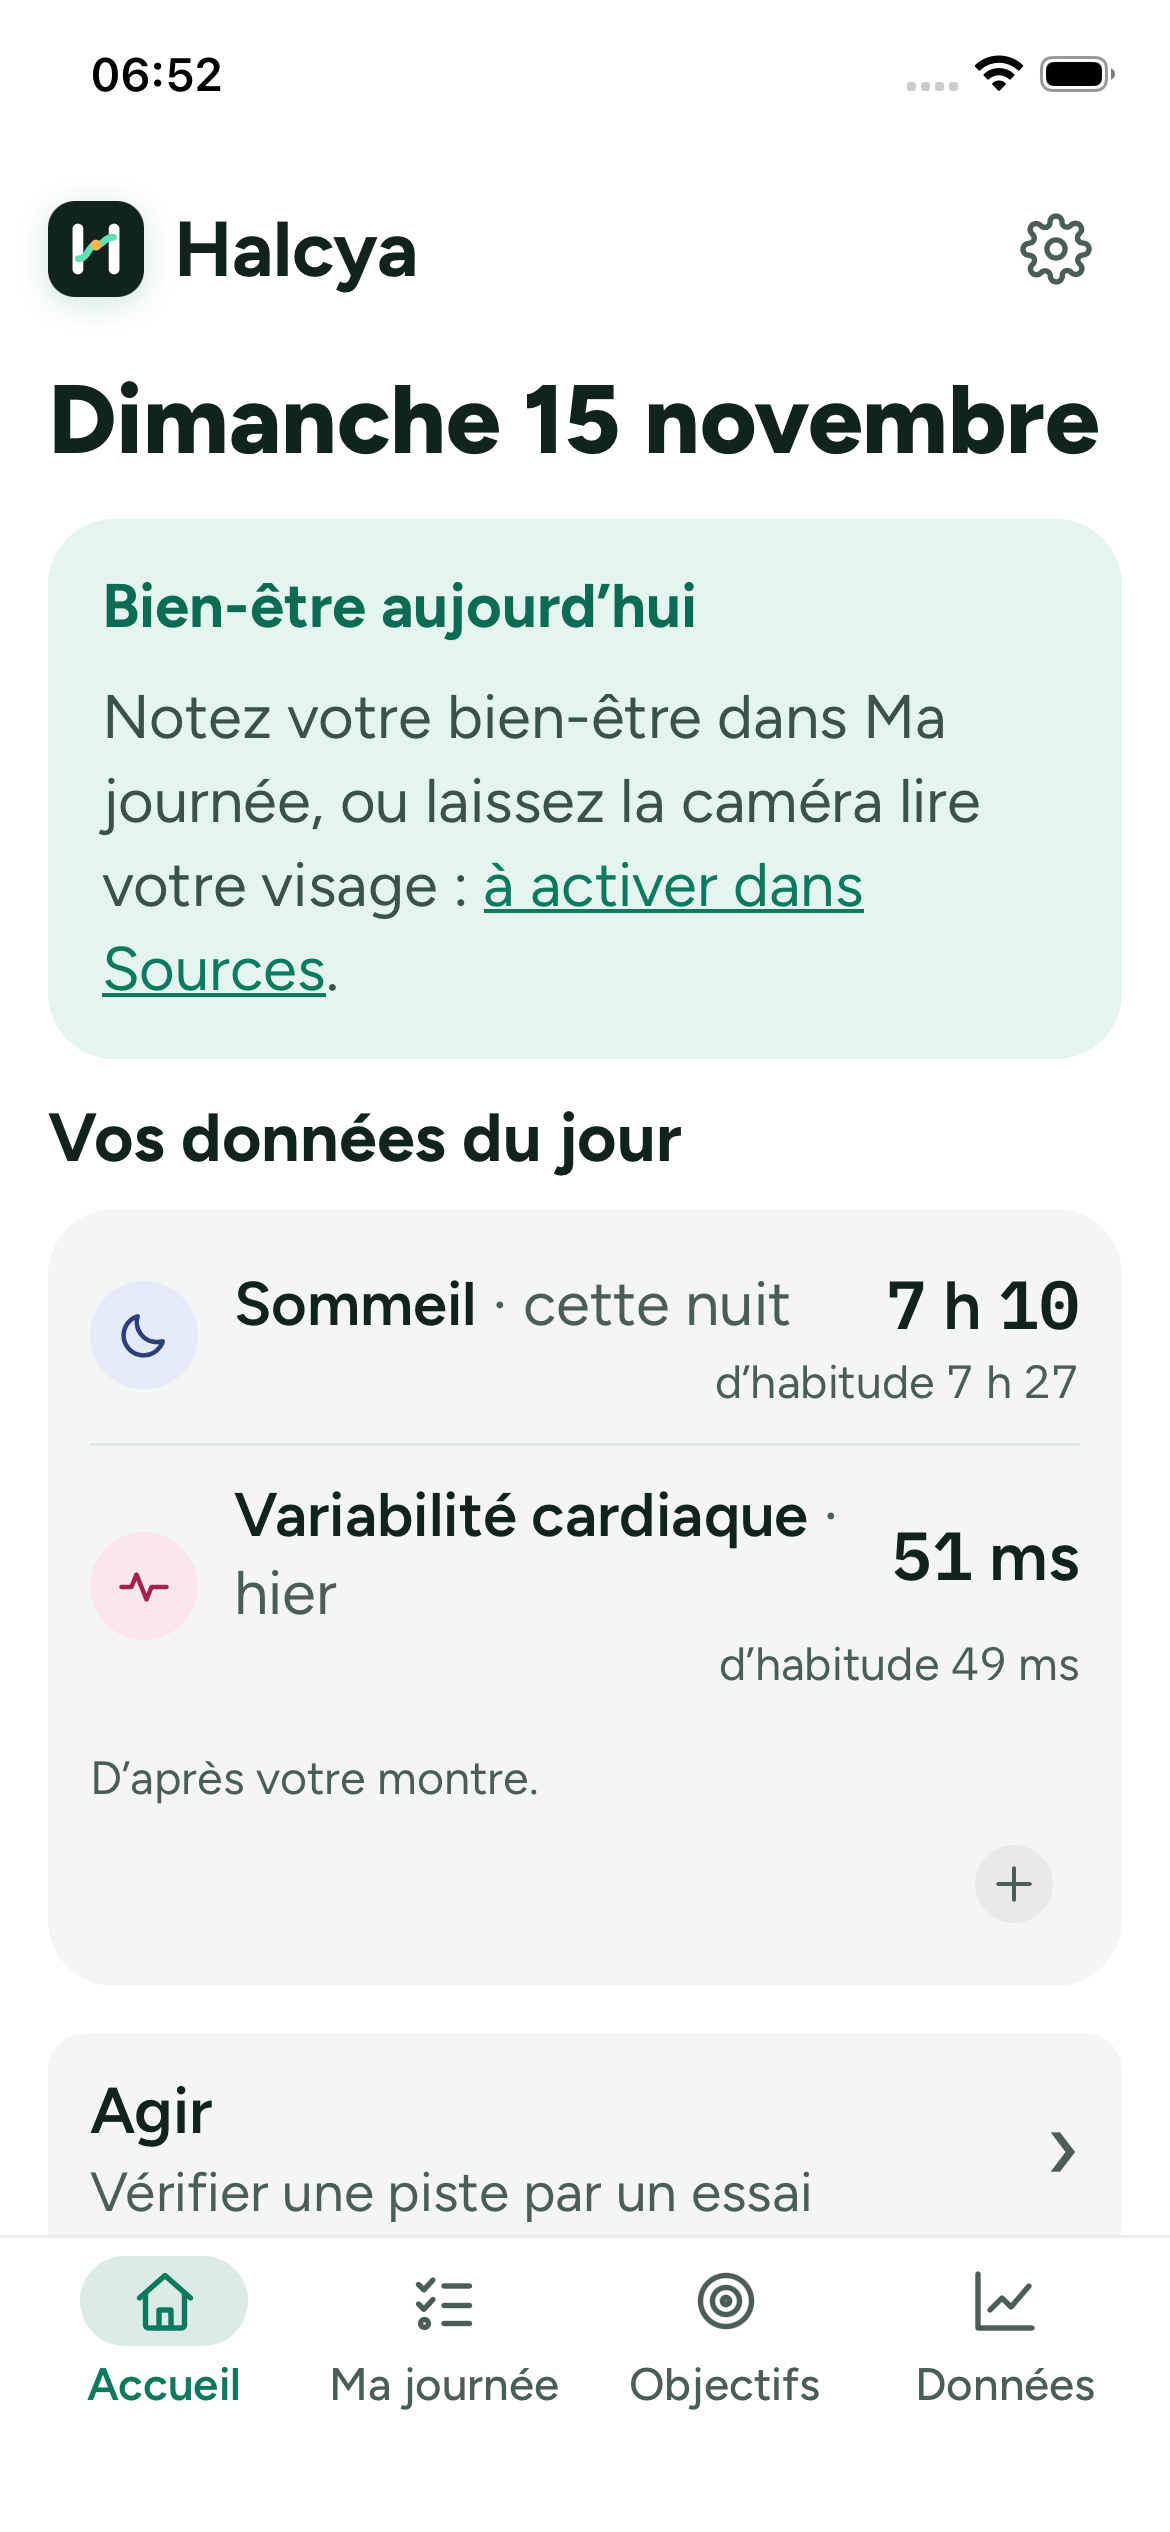 06:52
Halcya
Dimanche 15 novembre
Bien-être aujourd’hui
Notez votre bien-être dans Ma
journée, ou laissez la caméra lire
votre visage : à activer dans
Sources.
Vos données du jour
Sommeil · cette nuit 7 h 10
d’habitude 7 h 27
Variabilité cardiaque ·
hier 51 ms
d’habitude 49 ms
D’après votre montre.
Agir
Vérifier une piste par un essai
Accueil Ma journée Objectifs Données